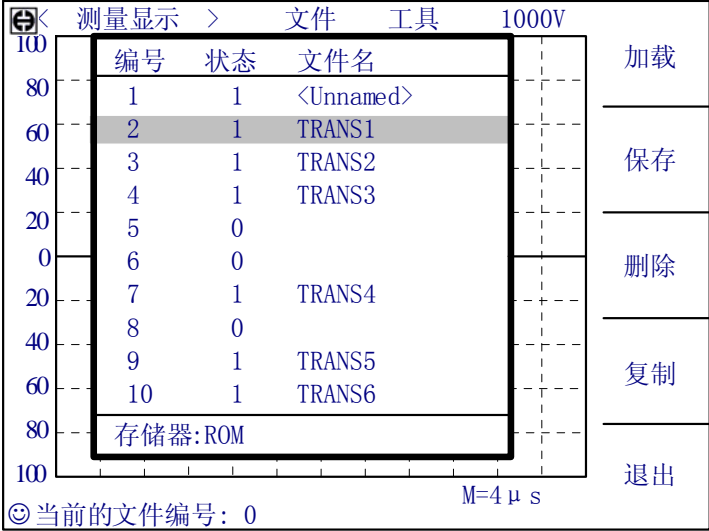 < 测量显示 > 文件 工具 1000V
100
80
60
40
20
0
20
40
60
80
100
编号 状态 文件名
1 1 <Unnamed>
2 1 TRANS1
3 1 TRANS2
4 1 TRANS3
5 0
6 0
7 1 TRANS4
8 0
9 1 TRANS5
10 1 TRANS6
存储器:ROM
M=4μs
☺当前的文件编号: 0
加载
保存
删除
复制
退出